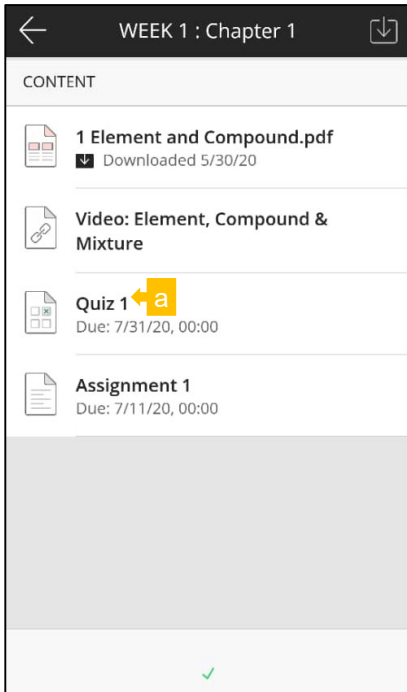 WEEK 1 : Chapter 1
CONTENT
1 Element and Compound.pdf
Downloaded 5/30/20
Video: Element, Compound &
Mixture
Quiz 1 a
Due: 7/31/20, 00:00
Assignment 1
Due: 7/11/20, 00:00